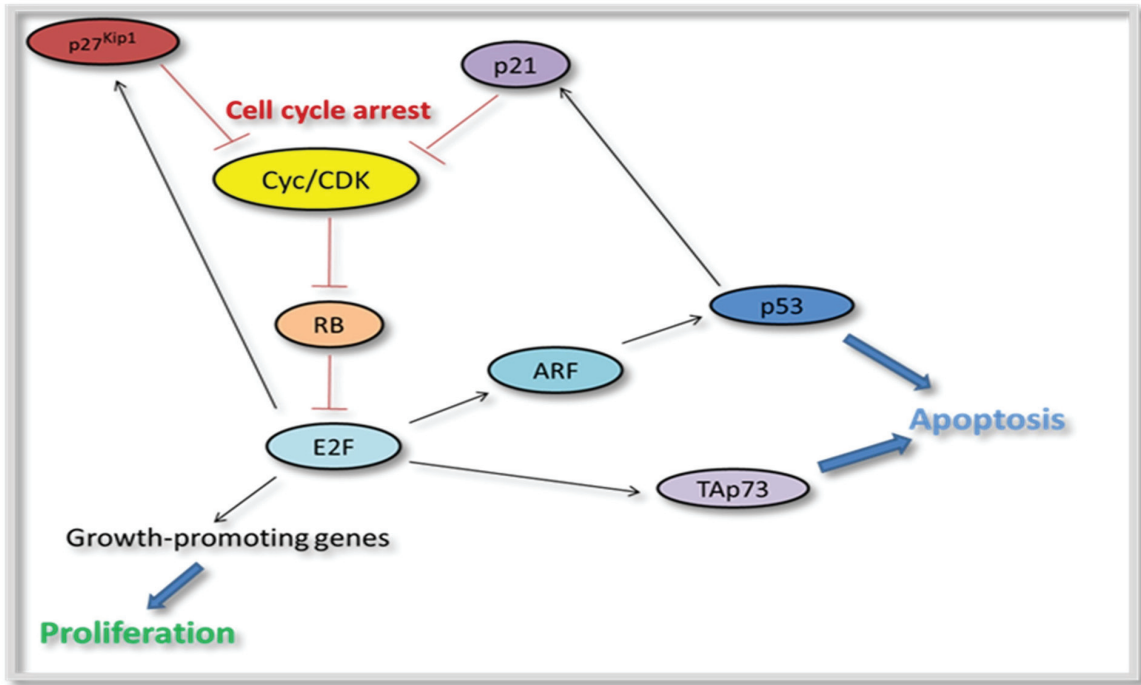 p27Kip1
p21
Cell cycle arrest
Cyc/CDK
p53
RB
ARF
Apoptosis
E2F
TAp73
Growth-promoting genes
Proliferation